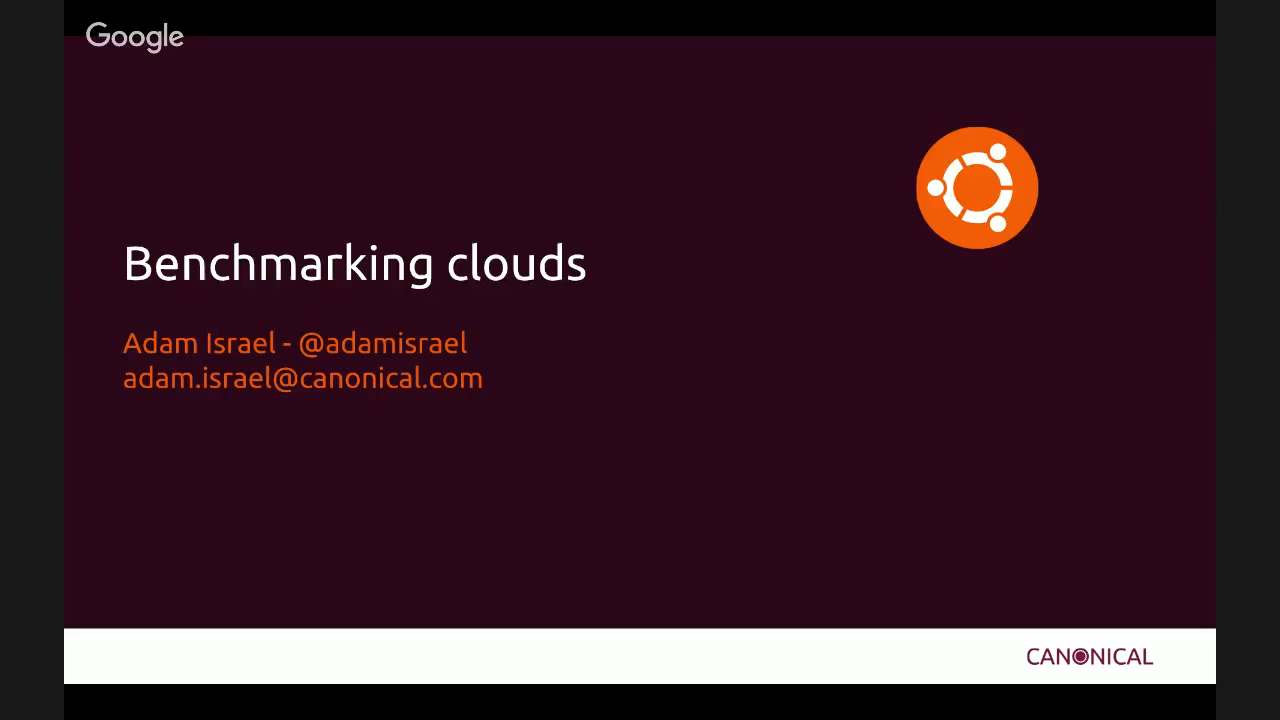 Google
Benchmarking clouds
Adam Israel - @adamisrael
adam.israel@canonical.com
CANONICAL